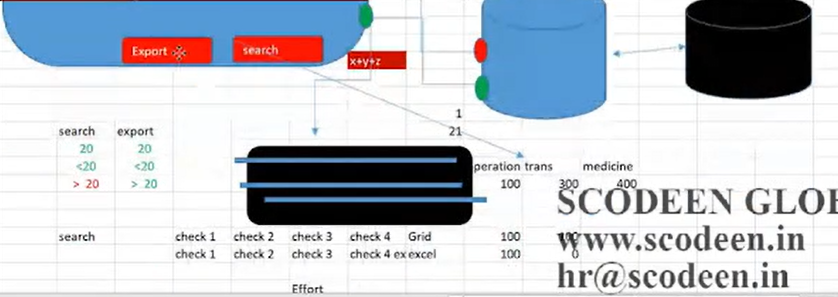 Export search
x+y+z
1
21
search export
20 20
<20 <20
> 20 > 20
peration trans medicine
100 300 400
SCODEEN GLOB
search check 1 check 2 check 3 check 4 Grid 100 100
www.scodeen.in
check 1 check 2 check 3 check 4 ex excel 100 0
hr@scodeen.in
Effort